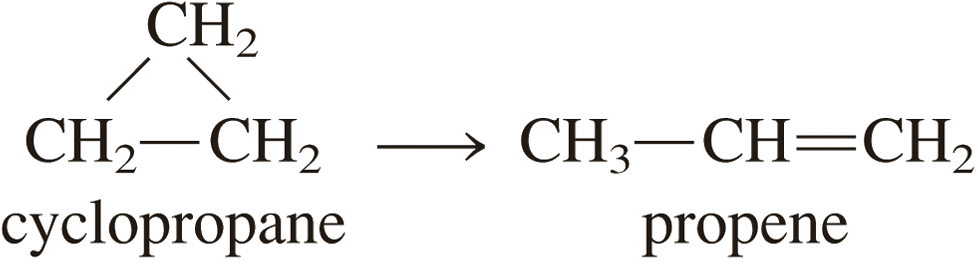 CH₂
CH₂—CH₂ ⟶ CH₃—CH=CH₂
cyclopropane propene